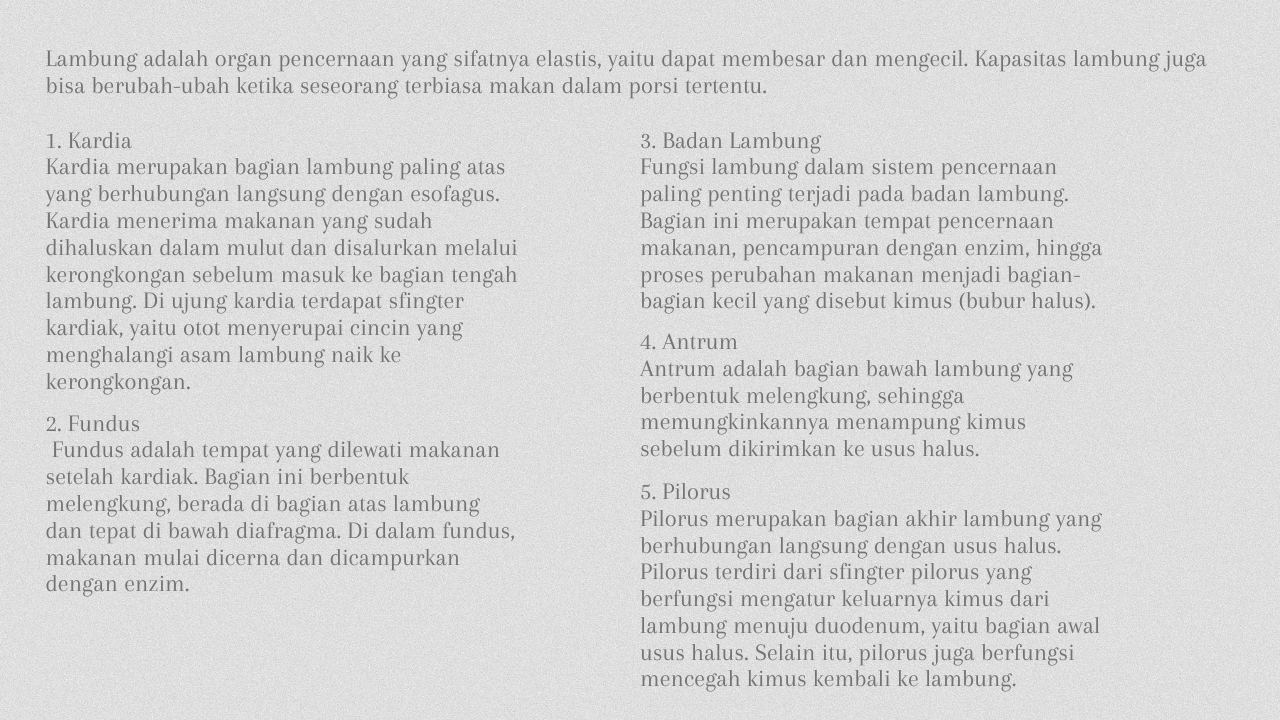 Lambung adalah organ pencernaan yang sifatnya elastis, yaitu dapat membesar dan mengecil. Kapasitas lambung juga
bisa berubah-ubah ketika seseorang terbiasa makan dalam porsi tertentu.
1. Kardia
Kardia merupakan bagian lambung paling atas
yang berhubungan langsung dengan esofagus.
Kardia menerima makanan yang sudah
dihaluskan dalam mulut dan disalurkan melalui
kerongkongan sebelum masuk ke bagian tengah
lambung. Di ujung kardia terdapat sfingter
kardiak, yaitu otot menyerupai cincin yang
menghalangi asam lambung naik ke
kerongkongan.
2. Fundus
Fundus adalah tempat yang dilewati makanan
setelah kardiak. Bagian ini berbentuk
melengkung, berada di bagian atas lambung
dan tepat di bawah diafragma. Di dalam fundus,
makanan mulai dicerna dan dicampurkan
dengan enzim.
3. Badan Lambung
Fungsi lambung dalam sistem pencernaan
paling penting terjadi pada badan lambung.
Bagian ini merupakan tempat pencernaan
makanan, pencampuran dengan enzim, hingga
proses perubahan makanan menjadi bagian-
bagian kecil yang disebut kimus (bubur halus).
4. Antrum
Antrum adalah bagian bawah lambung yang
berbentuk melengkung, sehingga
memungkinkannya menampung kimus
sebelum dikirimkan ke usus halus.
5. Pilorus
Pilorus merupakan bagian akhir lambung yang
berhubungan langsung dengan usus halus.
Pilorus terdiri dari sfingter pilorus yang
berfungsi mengatur keluarnya kimus dari
lambung menuju duodenum, yaitu bagian awal
usus halus. Selain itu, pilorus juga berfungsi
mencegah kimus kembali ke lambung.